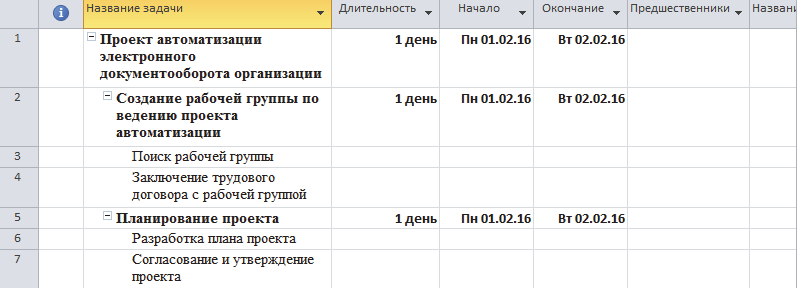 Название задачи Длительность Начало Окончание Предшественники Названи
1 Проект автоматизации 1 день Пн 01.02.16 Вт 02.02.16
электронного
документооборота организации
2 Создание рабочей группы по 1 день Пн 01.02.16 Вт 02.02.16
ведению проекта
автоматизации
3 Поиск рабочей группы
4 Заключение трудового
договора с рабочей группой
5 Планирование проекта 1 день Пн 01.02.16 Вт 02.02.16
6 Разработка плана проекта
7 Согласование и утверждение
проекта